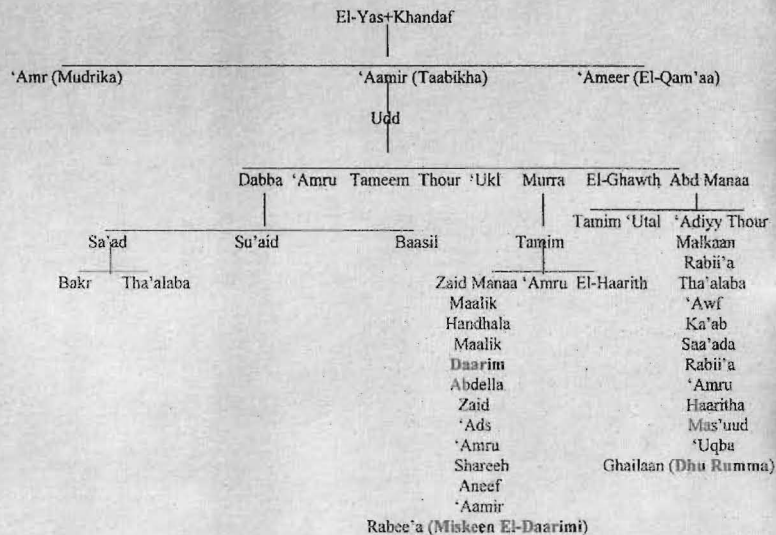 El-Yas+Khandaf
‘Amr (Mudrika) ‘Aamir (Taabikha) ‘Ameer (El-Qam’aa)
Udd
Dabba ‘Amru Tameem Thour ‘Ukl Murra El-Ghawth Abd Manaa
Tamim ‘Utal ‘Adiyy Thour
Sa’ad Su’aid Baasil Tamim Malkaan
Rabii’a
Bakr Tha’alaba Zaid Manaa ‘Amru El-Haarith Tha’alaba
Maalik ‘Awf
Handhala Ka’ab
Maalik Saa’ada
Daarim Rabii’a
Abdella ‘Amru
Zaid Haaritha
‘Ads Mas’uud
‘Amru ‘Uqba
Shareeh Ghailaan (Dhu Rumma)
Aneef
‘Aamir
Rabee’a (Miskeen El-Daarimi)